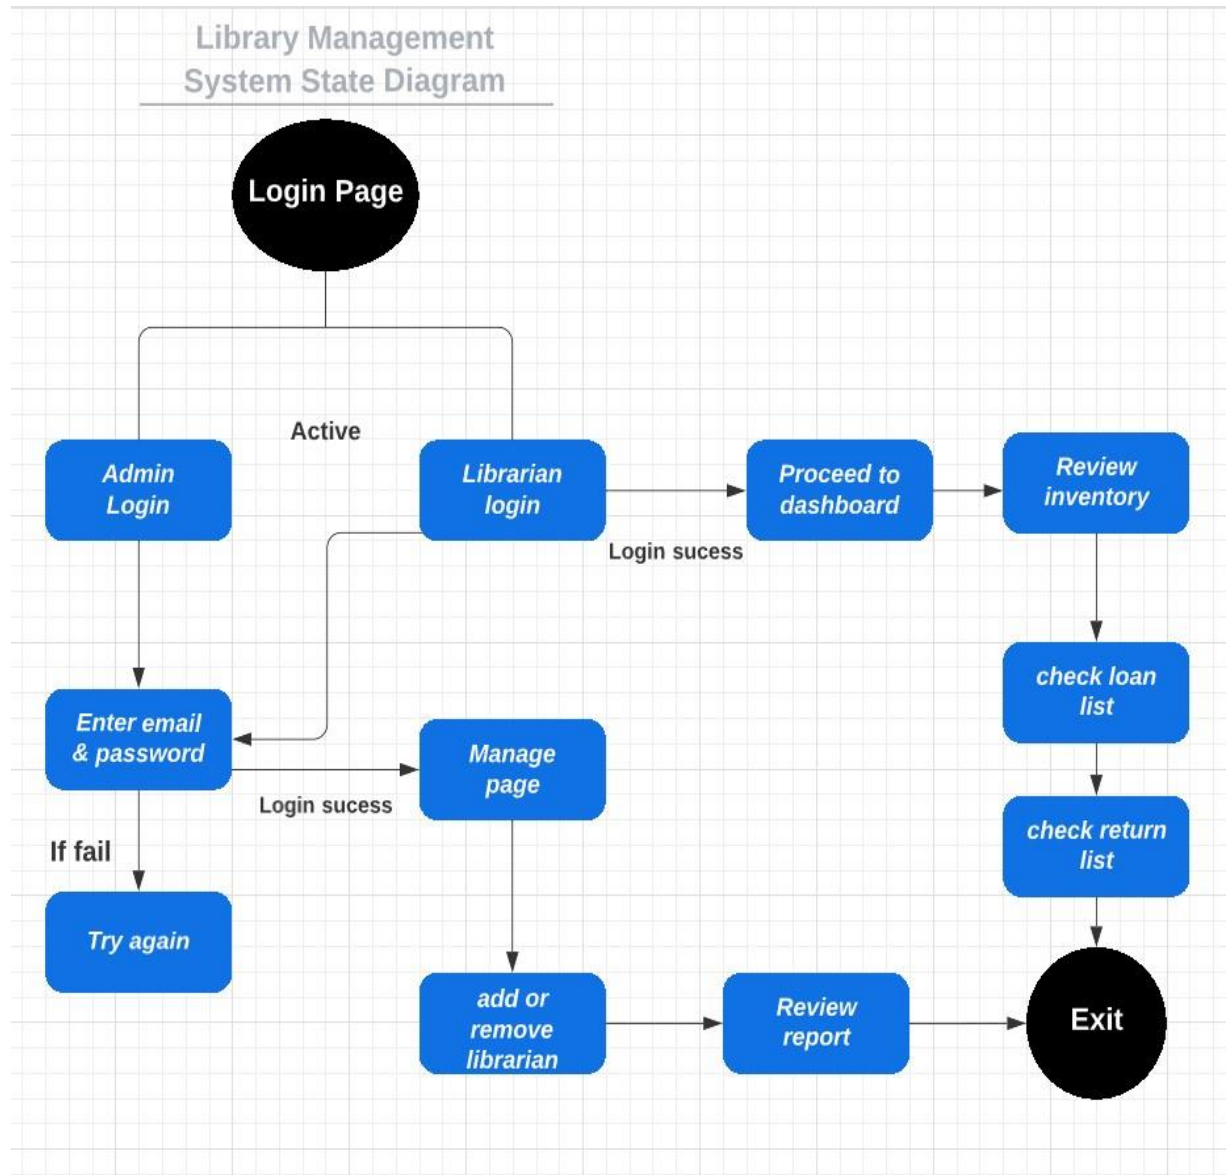 Library Management
System State Diagram
Login Page
Active
Admin
Login
Librarian
login
Proceed to
dashboard
Review
inventory
Login sucess
Enter email
& password
Login sucess
Manage
page
check loan
list
If fail
check return
list
Try again
add or
remove
librarian
Review
report
Exit